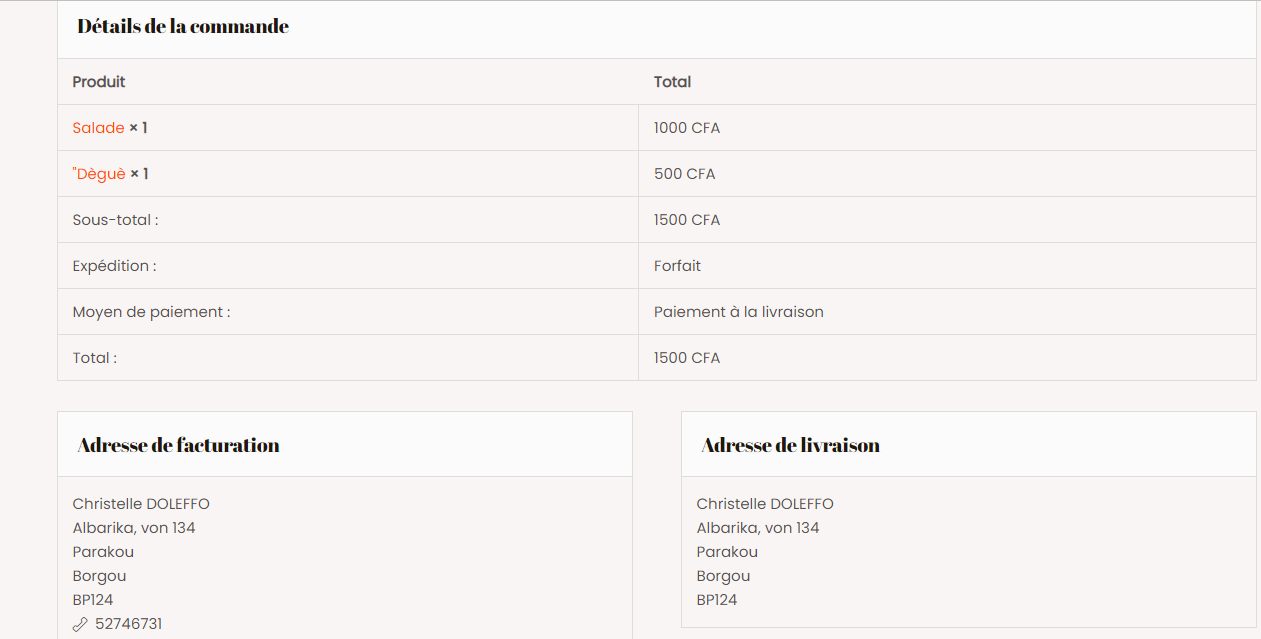 Détails de la commande
Produit Total
Salade × 1 1000 CFA
"Dèguè × 1 500 CFA
Sous-total : 1500 CFA
Expédition : Forfait
Moyen de paiement : Paiement à la livraison
Total : 1500 CFA
Adresse de facturation
Christelle DOLEFFO
Albarika, von 134
Parakou
Borgou
BP124
52746731
Adresse de livraison
Christelle DOLEFFO
Albarika, von 134
Parakou
Borgou
BP124